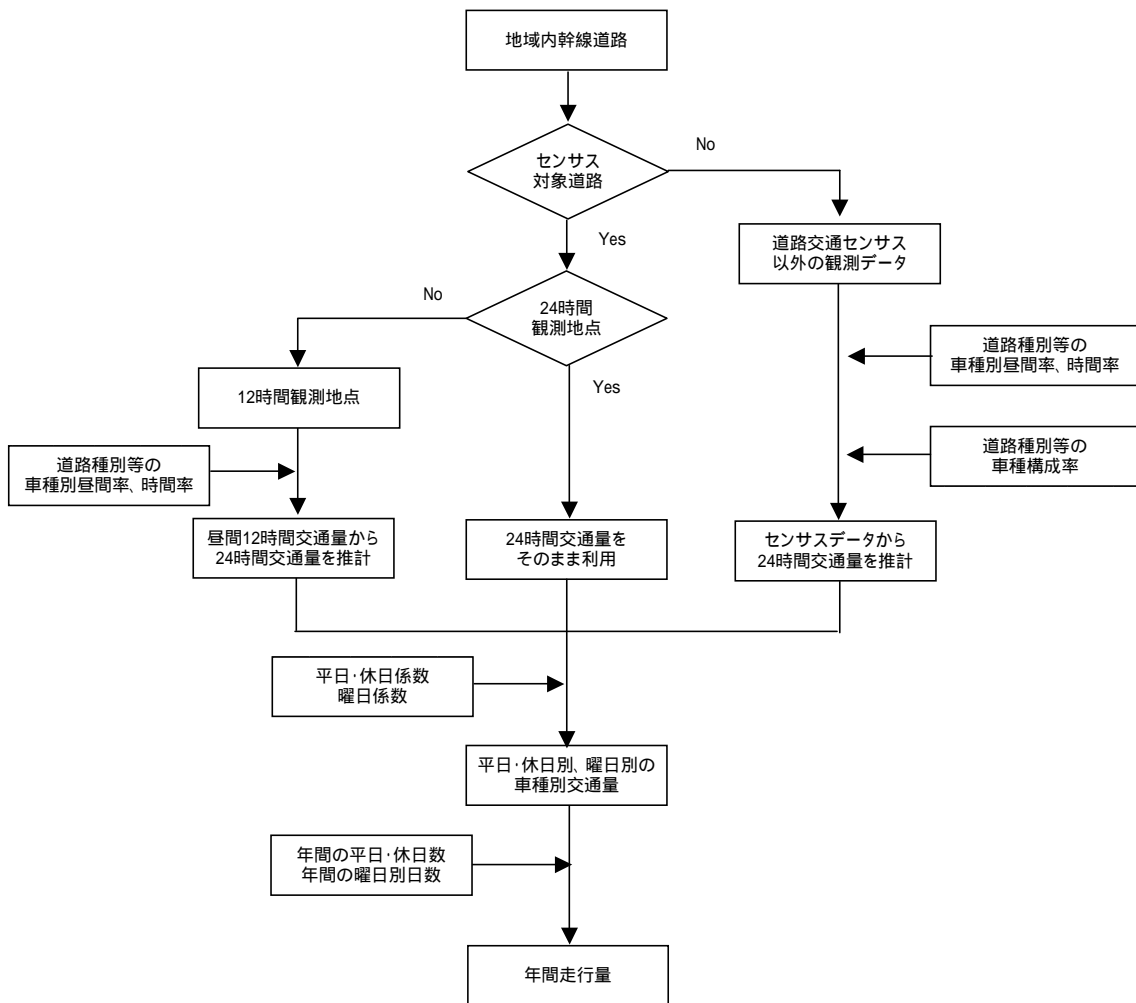 地域内幹線道路
センサス
対象道路
No
Yes
道路交通センサス
以外の観測データ
No
24時間
観測地点
Yes
道路種別等の
車種別昼間率、時間率
12時間観測地点
道路種別等の
車種別昼間率、時間率
道路種別等の
車種構成率
昼間12時間交通量から
24時間交通量を推計
24時間交通量を
そのまま利用
センサスデータから
24時間交通量を推計
平日・休日係数
曜日係数
平日・休日別、曜日別の
車種別交通量
年間の平日・休日数
年間の曜日別日数
年間走行量